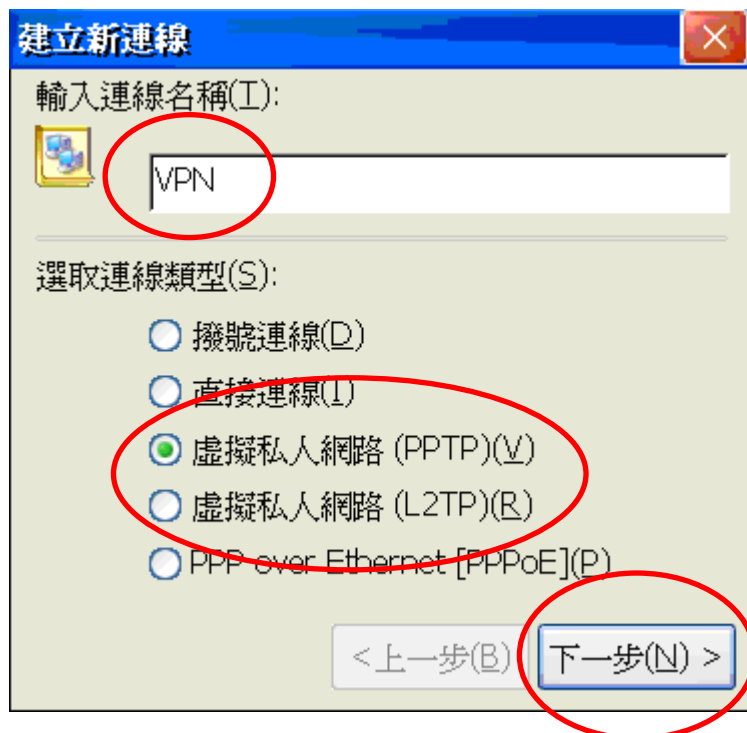 建立新連線
輸入連線名稱(T):
VPN
選取連線類型(S):
撥號連線(D)
直接連線(I)
虛擬私人網路 (PPTP)(V)
虛擬私人網路 (L2TP)(R)
PPP over Ethernet [PPPoE](P)
<上一步(B) 下一步(N) >